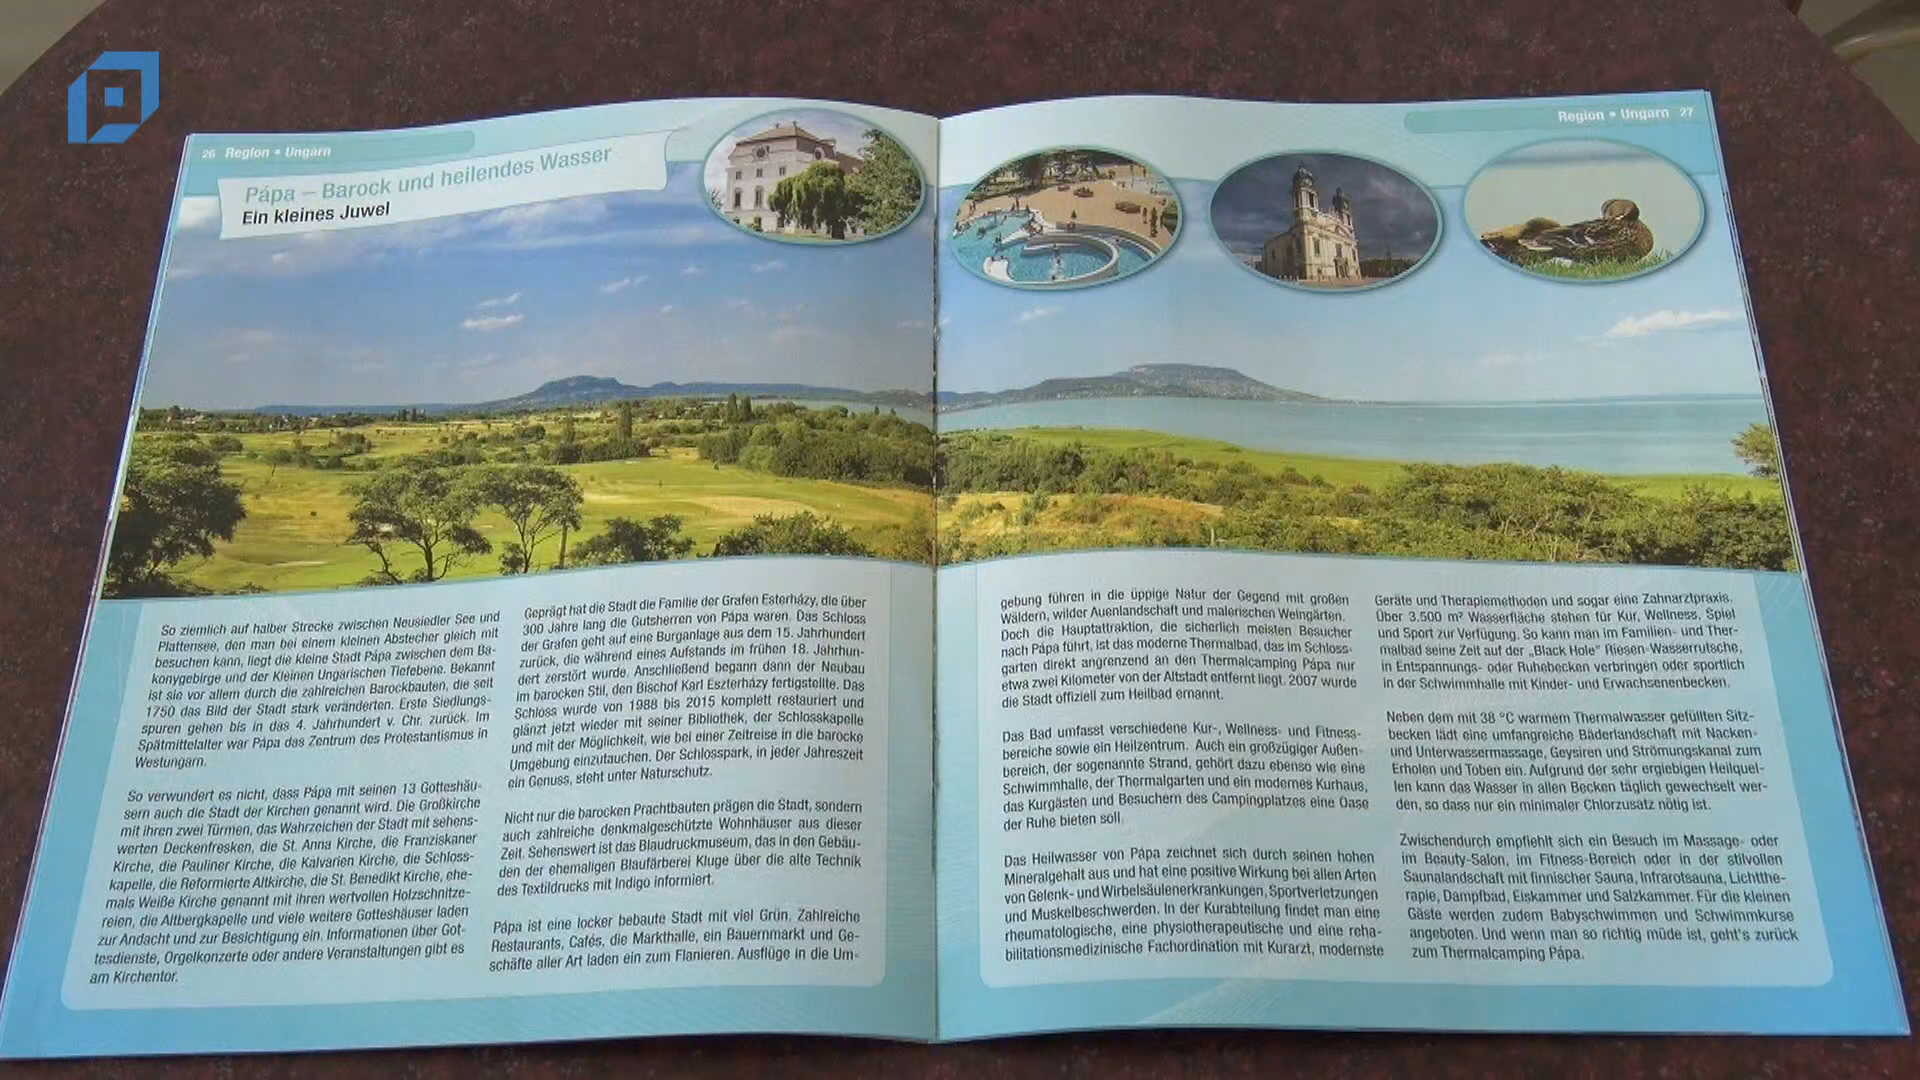 26 Region • Ungarn
Pápa – Barock und heilendes Wasser
Ein kleines Juwel
So ziemlich auf halber Strecke zwischen Neusiedler See und
Plattensee, den man bei einem kleinen Abstecher gleich mit
besuchen kann, liegt die kleine Stadt Pápa zwischen dem Ba-
konygebirge und der Kleinen Ungarischen Tiefebene. Bekannt
ist sie vor allem durch die zahlreichen Barockbauten, die seit
1750 das Bild der Stadt stark veränderten. Erste Siedlungs-
spuren gehen bis in das 4. Jahrhundert v. Chr. zurück. Im
Spätmittelalter war Pápa das Zentrum des Protestantismus in
Westungarn.
So verwundert es nicht, dass Pápa mit seinen 13 Gotteshäu-
sern auch die Stadt der Kirchen genannt wird. Die Großkirche
mit ihren zwei Türmen, das Wahrzeichen der Stadt mit sehens-
werten Deckenfresken, die St. Anna Kirche, die Franziskaner
Kirche, die Pauliner Kirche, die Kalvarien Kirche, die Schloss-
kapelle, die Reformierte Altkirche, die St. Benedikt Kirche, ehe-
mals Weiße Kirche genannt mit ihren wertvollen Holzschnitze-
reien, die Altbergkapelle und viele weitere Gotteshäuser laden
zur Andacht und zur Besichtigung ein. Informationen über Got-
tesdienste, Orgelkonzerte oder andere Veranstaltungen gibt es
am Kirchentor.
Geprägt hat die Stadt die Familie der Grafen Esterházy, die über
300 Jahre lang die Gutsherren von Pápa waren. Das Schloss
der Grafen geht auf eine Burganlage aus dem 15. Jahrhundert
zurück, die während eines Aufstands im frühen 18. Jahrhun-
dert zerstört wurde. Anschließend begann dann der Neubau
im barocken Stil, den Bischof Karl Eszterházy fertigstellte. Das
Schloss wurde von 1988 bis 2015 komplett restauriert und
glänzt jetzt wieder mit seiner Bibliothek, der Schlosskapelle
und mit der Möglichkeit, wie bei einer Zeitreise in die barocke
Umgebung einzutauchen. Der Schlosspark, in jeder Jahreszeit
ein Genuss, steht unter Naturschutz.
Nicht nur die barocken Prachtbauten prägen die Stadt, sondern
auch zahlreiche denkmalgeschützte Wohnhäuser aus dieser
Zeit. Sehenswert ist das Blaudruckmuseum, das in den Gebäu-
den der ehemaligen Blaufärberei Kluge über die alte Technik
des Textildrucks mit Indigo informiert.
Pápa ist eine locker bebaute Stadt mit viel Grün. Zahlreiche
Restaurants, Cafés, die Markthalle, ein Bauernmarkt und Ge-
schäfte aller Art laden ein zum Flanieren. Ausflüge in die Um-
Region • Ungarn 27
gebung führen in die üppige Natur der Gegend mit großen
Wäldern, wilder Auenlandschaft und malerischen Weingärten.
Doch die Hauptattraktion, die sicherlich meisten Besucher
nach Pápa führt, ist das moderne Thermalbad, das im Schloss-
garten direkt angrenzend an den Thermalcamping Pápa nur
etwa zwei Kilometer von der Altstadt entfernt liegt. 2007 wurde
die Stadt offiziell zum Heilbad ernannt.
Das Bad umfasst verschiedene Kur-, Wellness- und Fitness-
bereiche sowie ein Heilzentrum. Auch ein großzügiger Außen-
bereich, der sogenannte Strand, gehört dazu ebenso wie eine
Schwimmhalle, der Thermalgarten und ein modernes Kurhaus,
das Kurgästen und Besuchern des Campingplatzes eine Oase
der Ruhe bieten soll.
Das Heilwasser von Pápa zeichnet sich durch seinen hohen
Mineralgehalt aus und hat eine positive Wirkung bei allen Arten
von Gelenk- und Wirbelsäulenerkrankungen, Sportverletzungen
und Muskelbeschwerden. In der Kurabteilung findet man eine
rheumatologische, eine physiotherapeutische und eine reha-
bilitationsmedizinische Fachordination mit Kurarzt, modernste
Geräte und Therapiemethoden und sogar eine Zahnarztpraxis.
Über 3.500 m² Wasserfläche stehen für Kur, Wellness, Spiel
und Sport zur Verfügung. So kann man im Familien- und Ther-
malbad seine Zeit auf der „Black Hole" Riesen-Wasserrutsche,
in Entspannungs- oder Ruhebecken verbringen oder sportlich
in der Schwimmhalle mit Kinder- und Erwachsenenbecken.
Neben dem mit 38 °C warmem Thermalwasser gefüllten Sitz-
becken lädt eine umfangreiche Bäderlandschaft mit Nacken-
und Unterwassermassage, Geysiren und Strömungskanal zum
Erholen und Toben ein. Aufgrund der sehr ergiebigen Heilquel-
len kann das Wasser in allen Becken täglich gewechselt wer-
den, so dass nur ein minimaler Chlorzusatz nötig ist.
Zwischendurch empfiehlt sich ein Besuch im Massage- oder
im Beauty-Salon, im Fitness-Bereich oder in der stilvollen
Saunalandschaft mit finnischer Sauna, Infrarotsauna, Lichtthe-
rapie, Dampfbad, Eiskammer und Salzkammer. Für die kleinen
Gäste werden zudem Babyschwimmen und Schwimmkurse
angeboten. Und wenn man so richtig müde ist, geht's zurück
zum Thermalcamping Pápa.